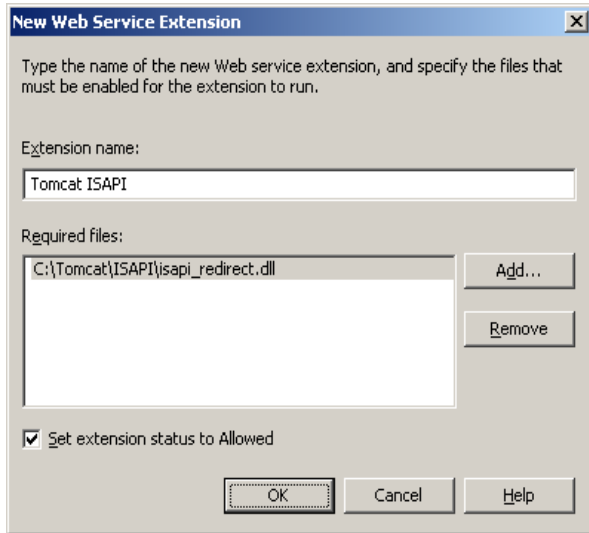 New Web Service Extension
Type the name of the new Web service extension, and specify the files that
must be enabled for the extension to run.
Extension name:
Tomcat ISAPI
Required files:
C:\Tomcat\ISAPI\isapi_redirect.dll
Add...
Remove
Set extension status to Allowed
OK Cancel Help